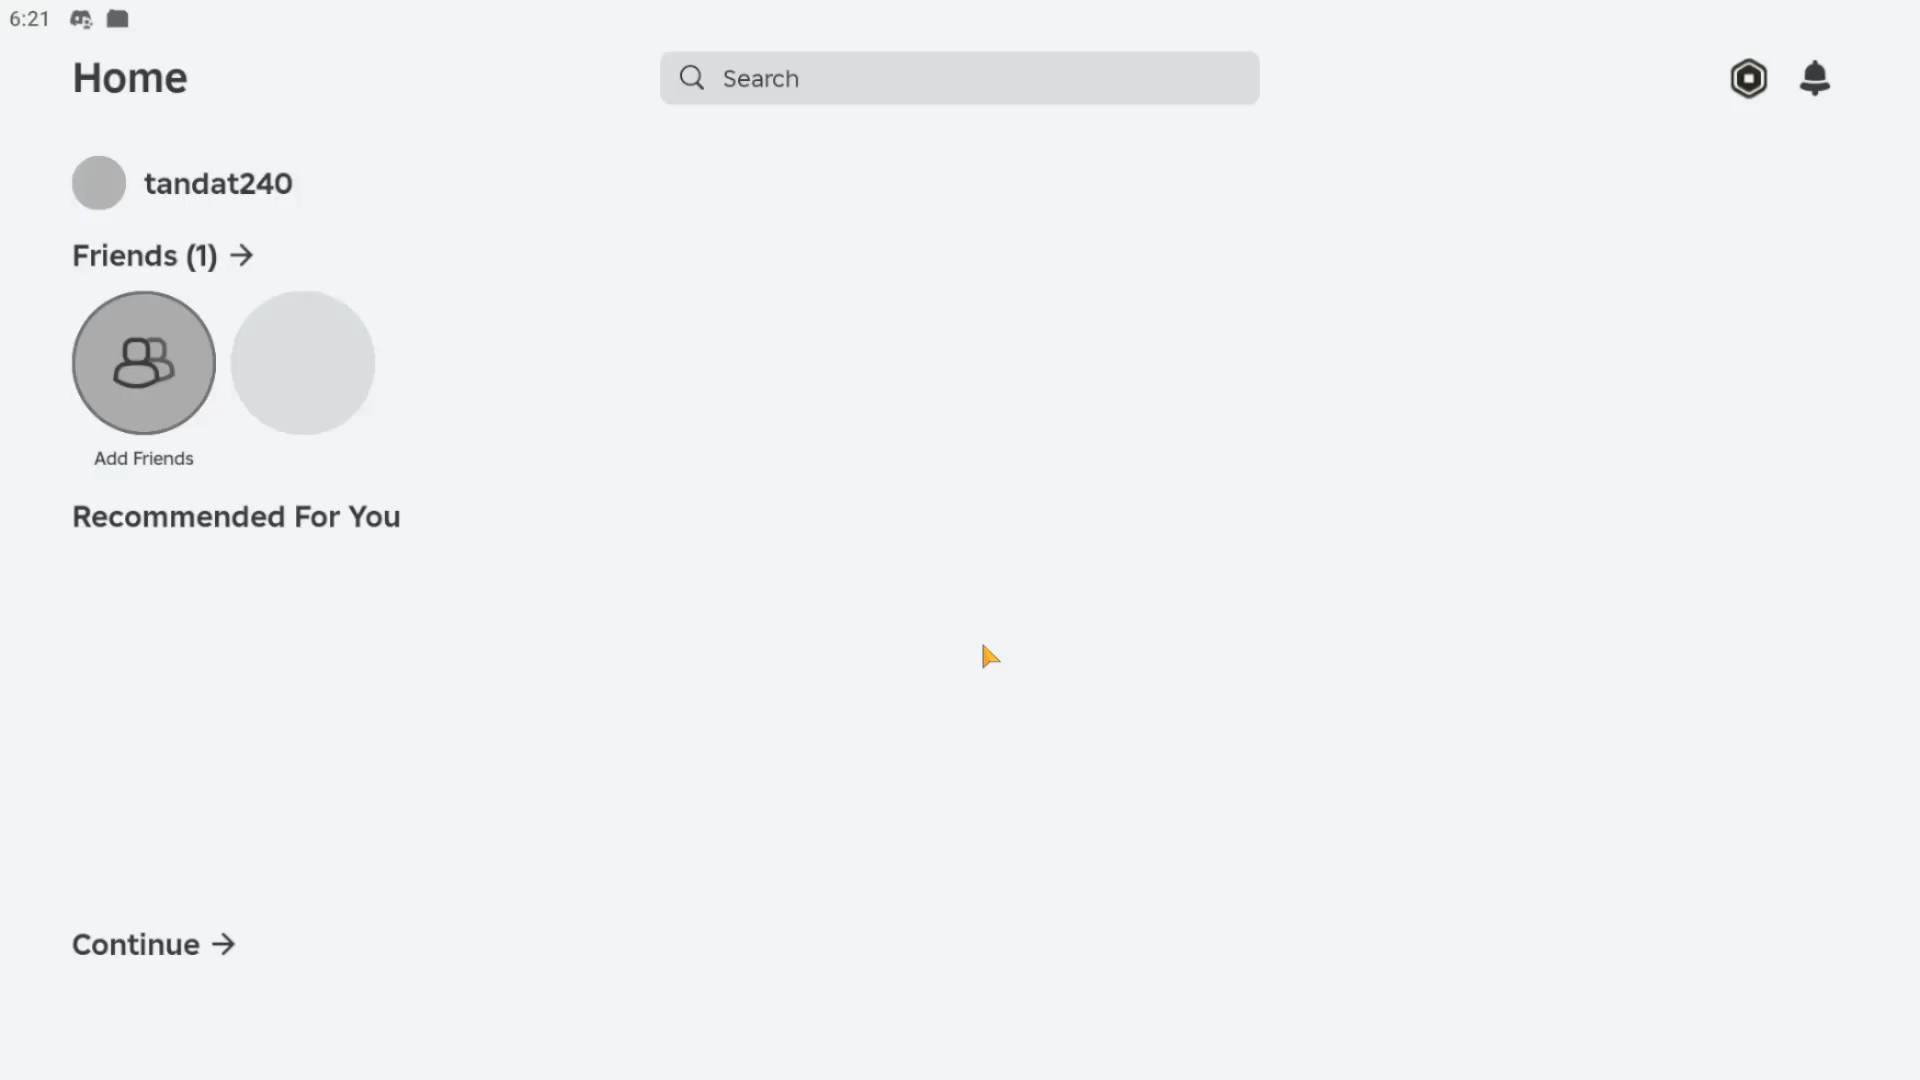 6:21
Home
Search
tandat240
Friends (1)
Add Friends
Recommended For You
Continue